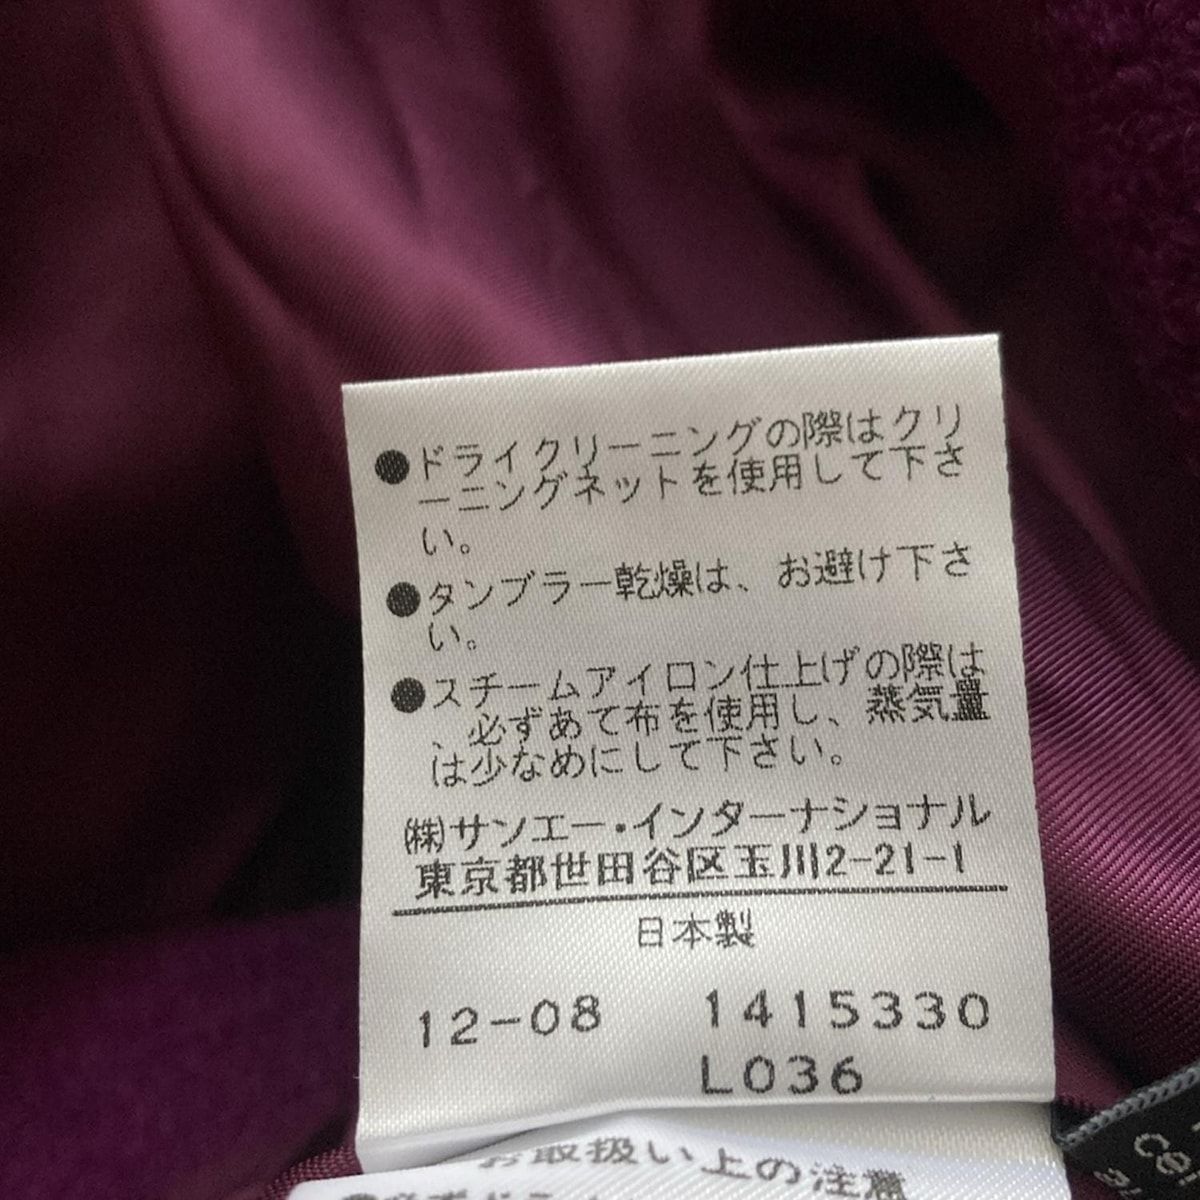 ●ドライクリーニングの際はクリ
ーニングネットを使用して下さ
い。
●タンブラー乾燥は、お避け下さ
い。
●スチームアイロン仕上げの際は
、必ずあて布を使用し、蒸気量
は少なめにして下さい。
㈱サンエー・インターナショナル
東京都世田谷区玉川2-21-1
日本製
12-08 1415330
L036
お取扱い上の注意